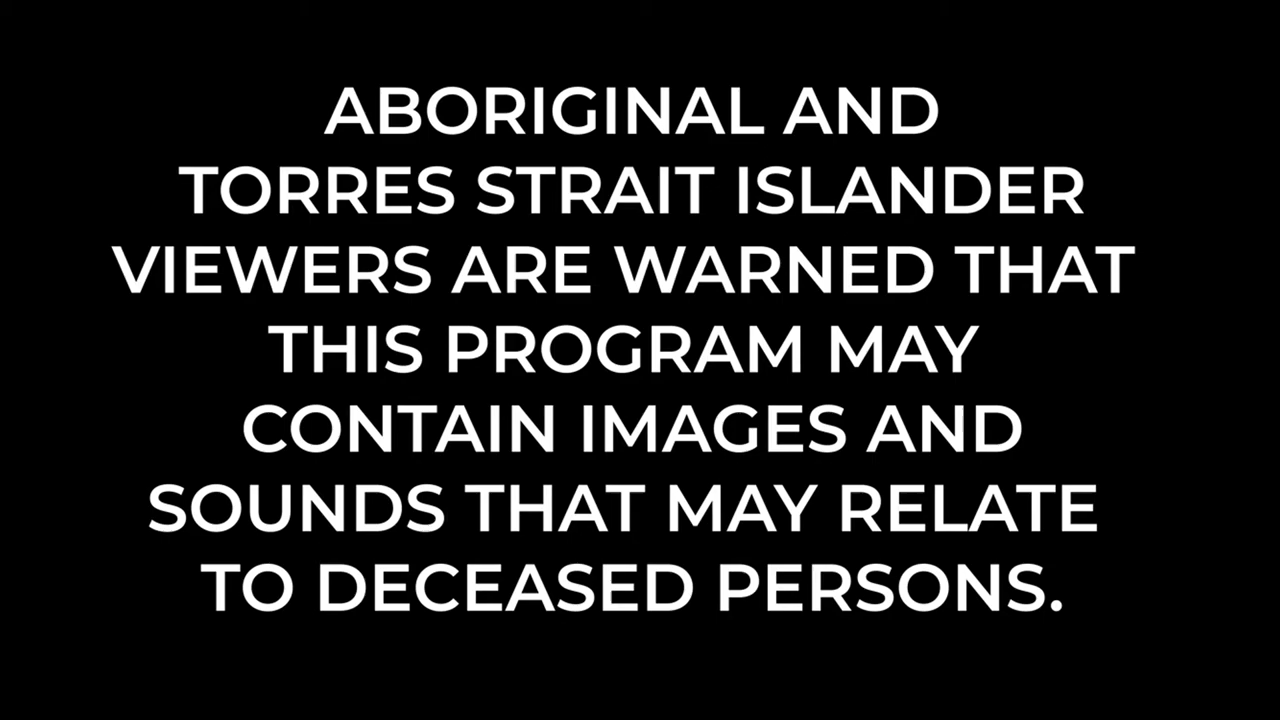 ABORIGINAL AND
TORRES STRAIT ISLANDER
VIEWERS ARE WARNED THAT
THIS PROGRAM MAY
CONTAIN IMAGES AND
SOUNDS THAT MAY RELATE
TO DECEASED PERSONS.